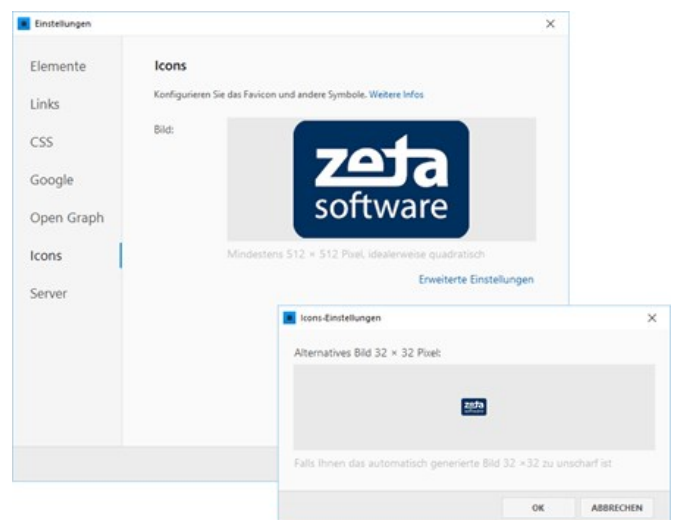 Einstellungen
Elemente
Links
CSS
Google
Open Graph
Icons
Server
Icons
Konfigurieren Sie das Favicon und andere Symbole. Weitere Infos
Bild:
zeta
software
Mindestens 512 × 512 Pixel, idealerweise quadratisch
Erweiterte Einstellungen
Icons-Einstellungen
Alternatives Bild 32 × 32 Pixel:
zeta
software
Falls Ihnen das automatisch generierte Bild 32 ×32 zu unscharf ist
OK ABBRECHEN